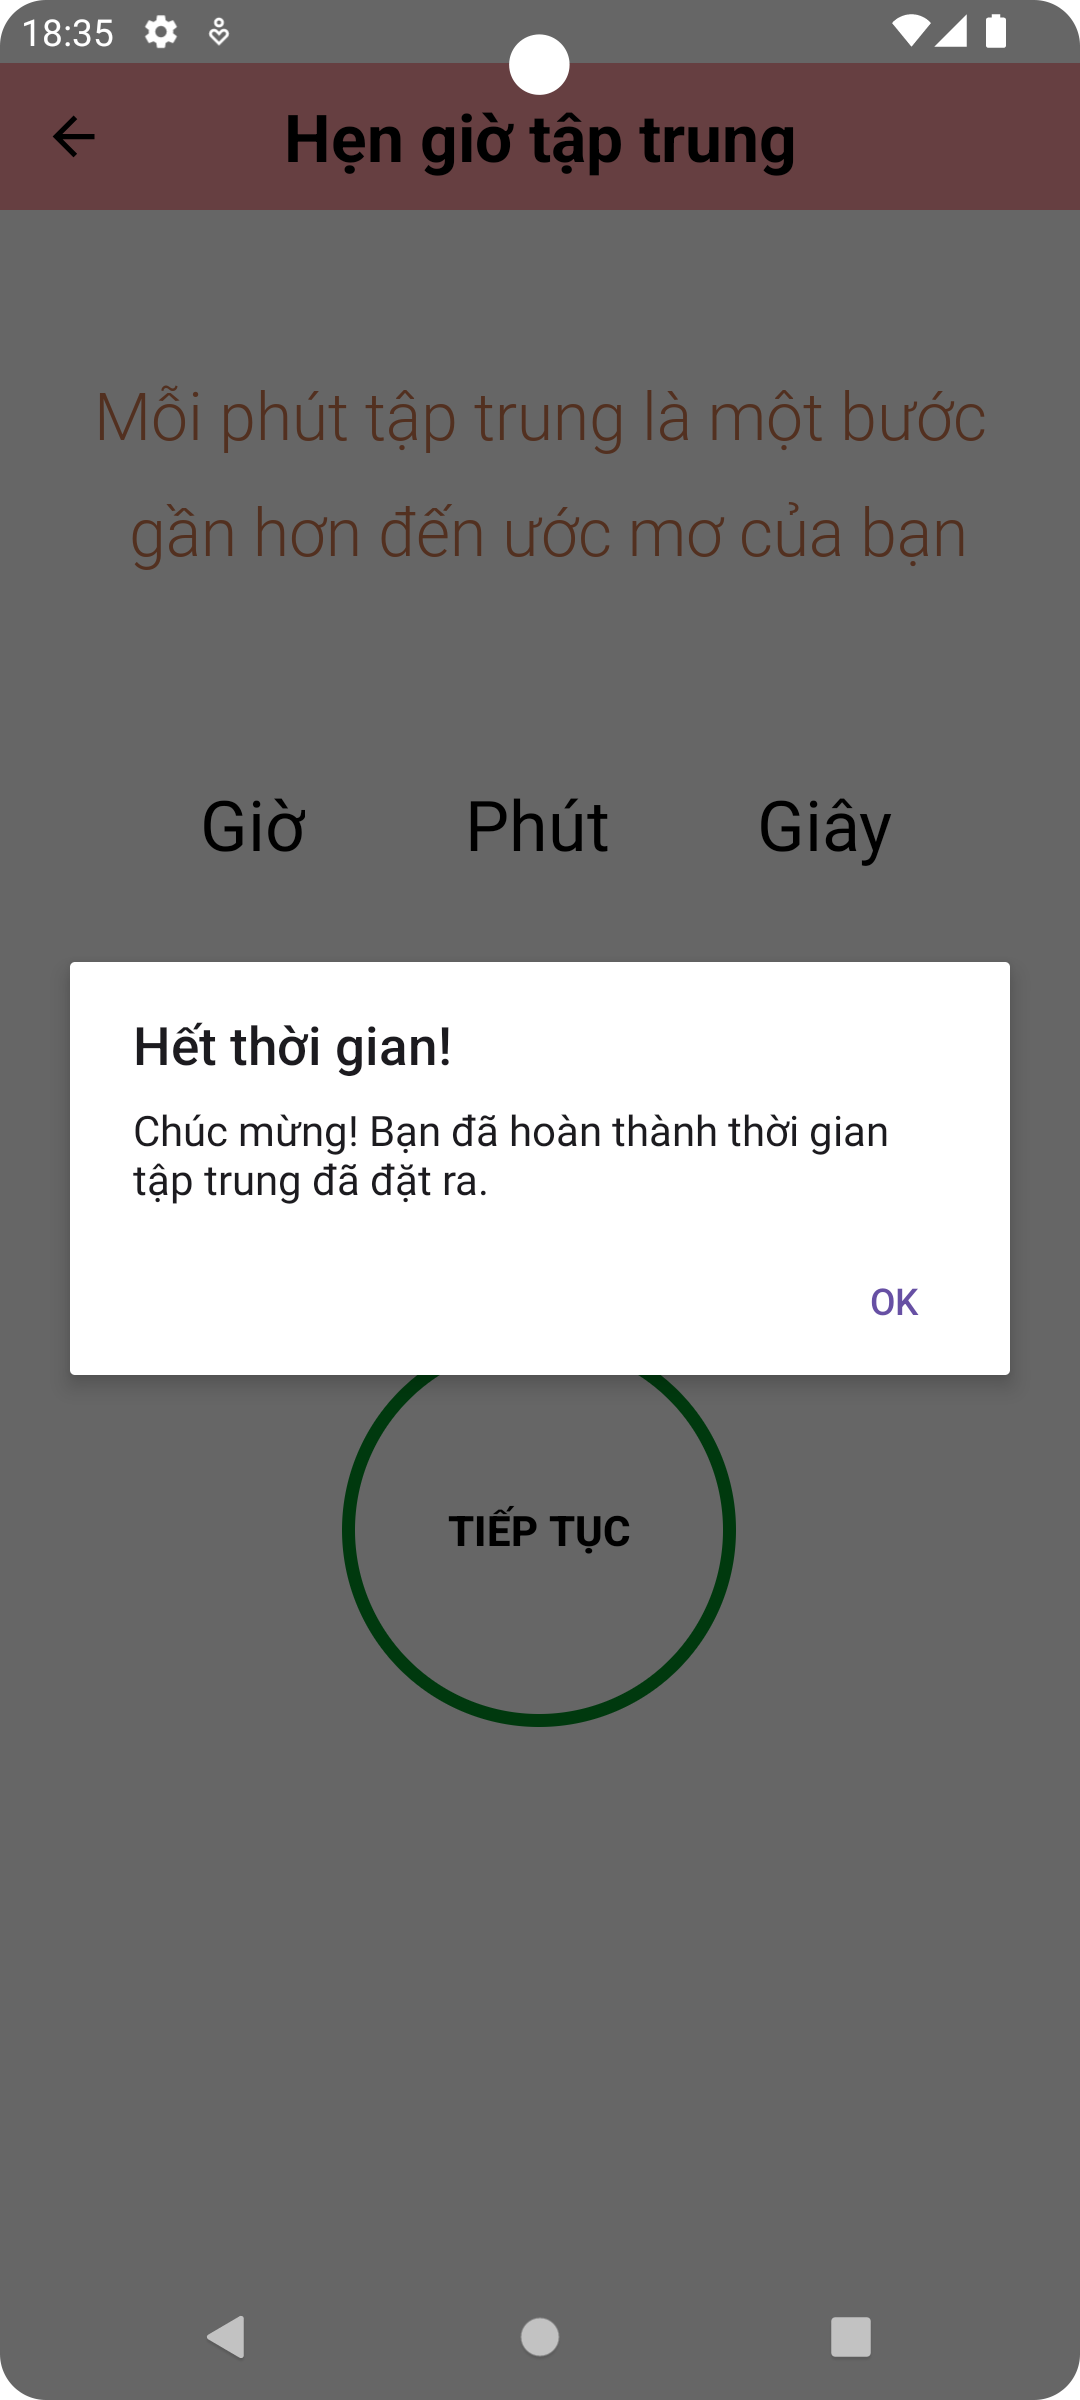 18:35
Hẹn giờ tập trung
Mỗi phút tập trung là một bước
gần hơn đến ước mơ của bạn
Giờ Phút Giây
Hết thời gian!
Chúc mừng! Bạn đã hoàn thành thời gian
tập trung đã đặt ra.
OK
TIẾP TỤC